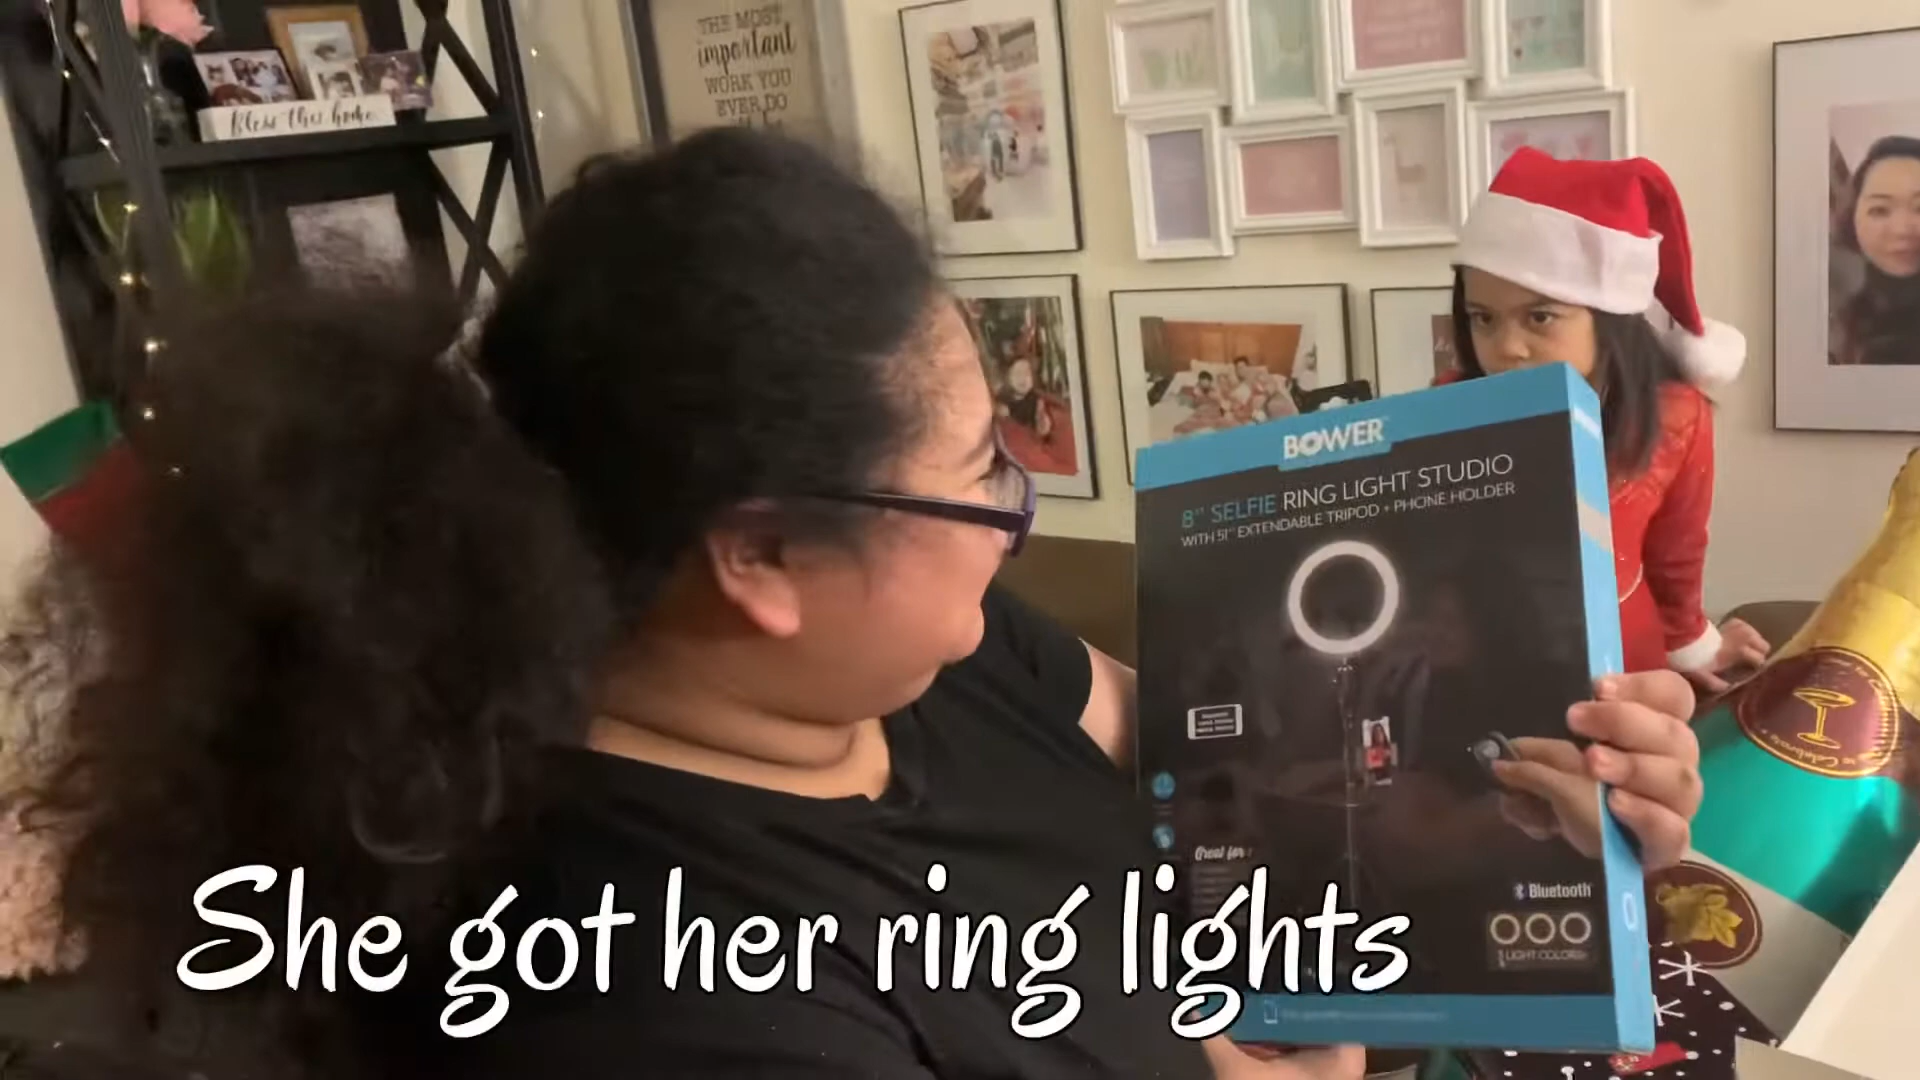 THE MOST
important
WORK YOU
EVER DO
Bless this home
BOWER
8" SELFIE RING LIGHT STUDIO
WITH 51" EXTENDABLE TRIPOD + PHONE HOLDER
Great for
Bluetooth
LIGHT COLORS
She got her ring lights